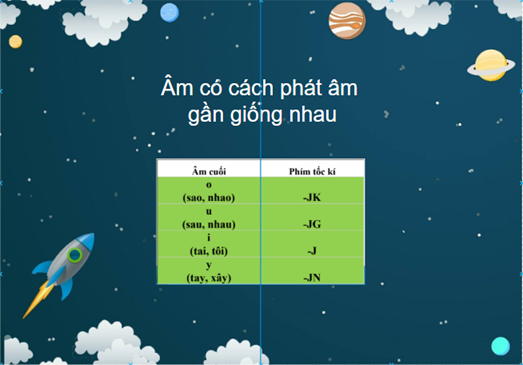 Âm có cách phát âm
gần giống nhau
Âm cuối Phím tốc kí
o
(sao, nhao) -JK
u
(sau, nhau) -JG
i
(tai, tôi) -J
y
(tay, xây) -JN